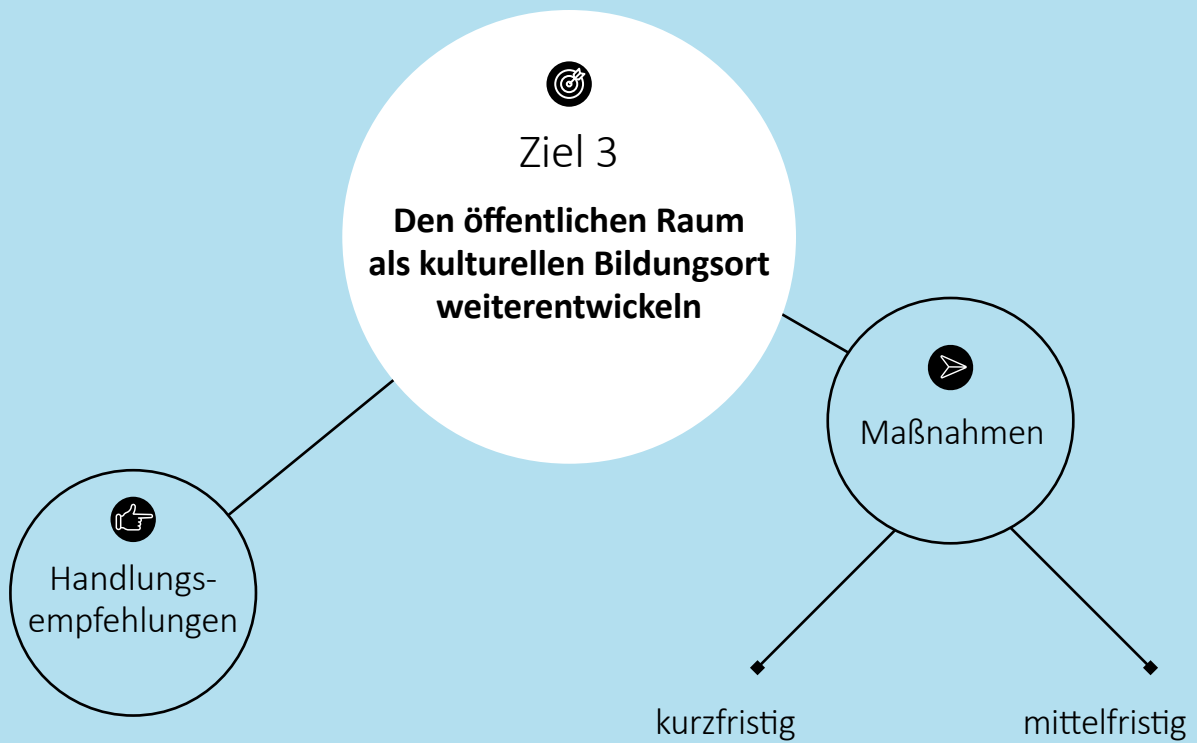 Ziel 3
Den öffentlichen Raum
als kulturellen Bildungsort
weiterentwickeln
Maßnahmen
Handlungs-
empfehlungen
kurzfristig
mittelfristig